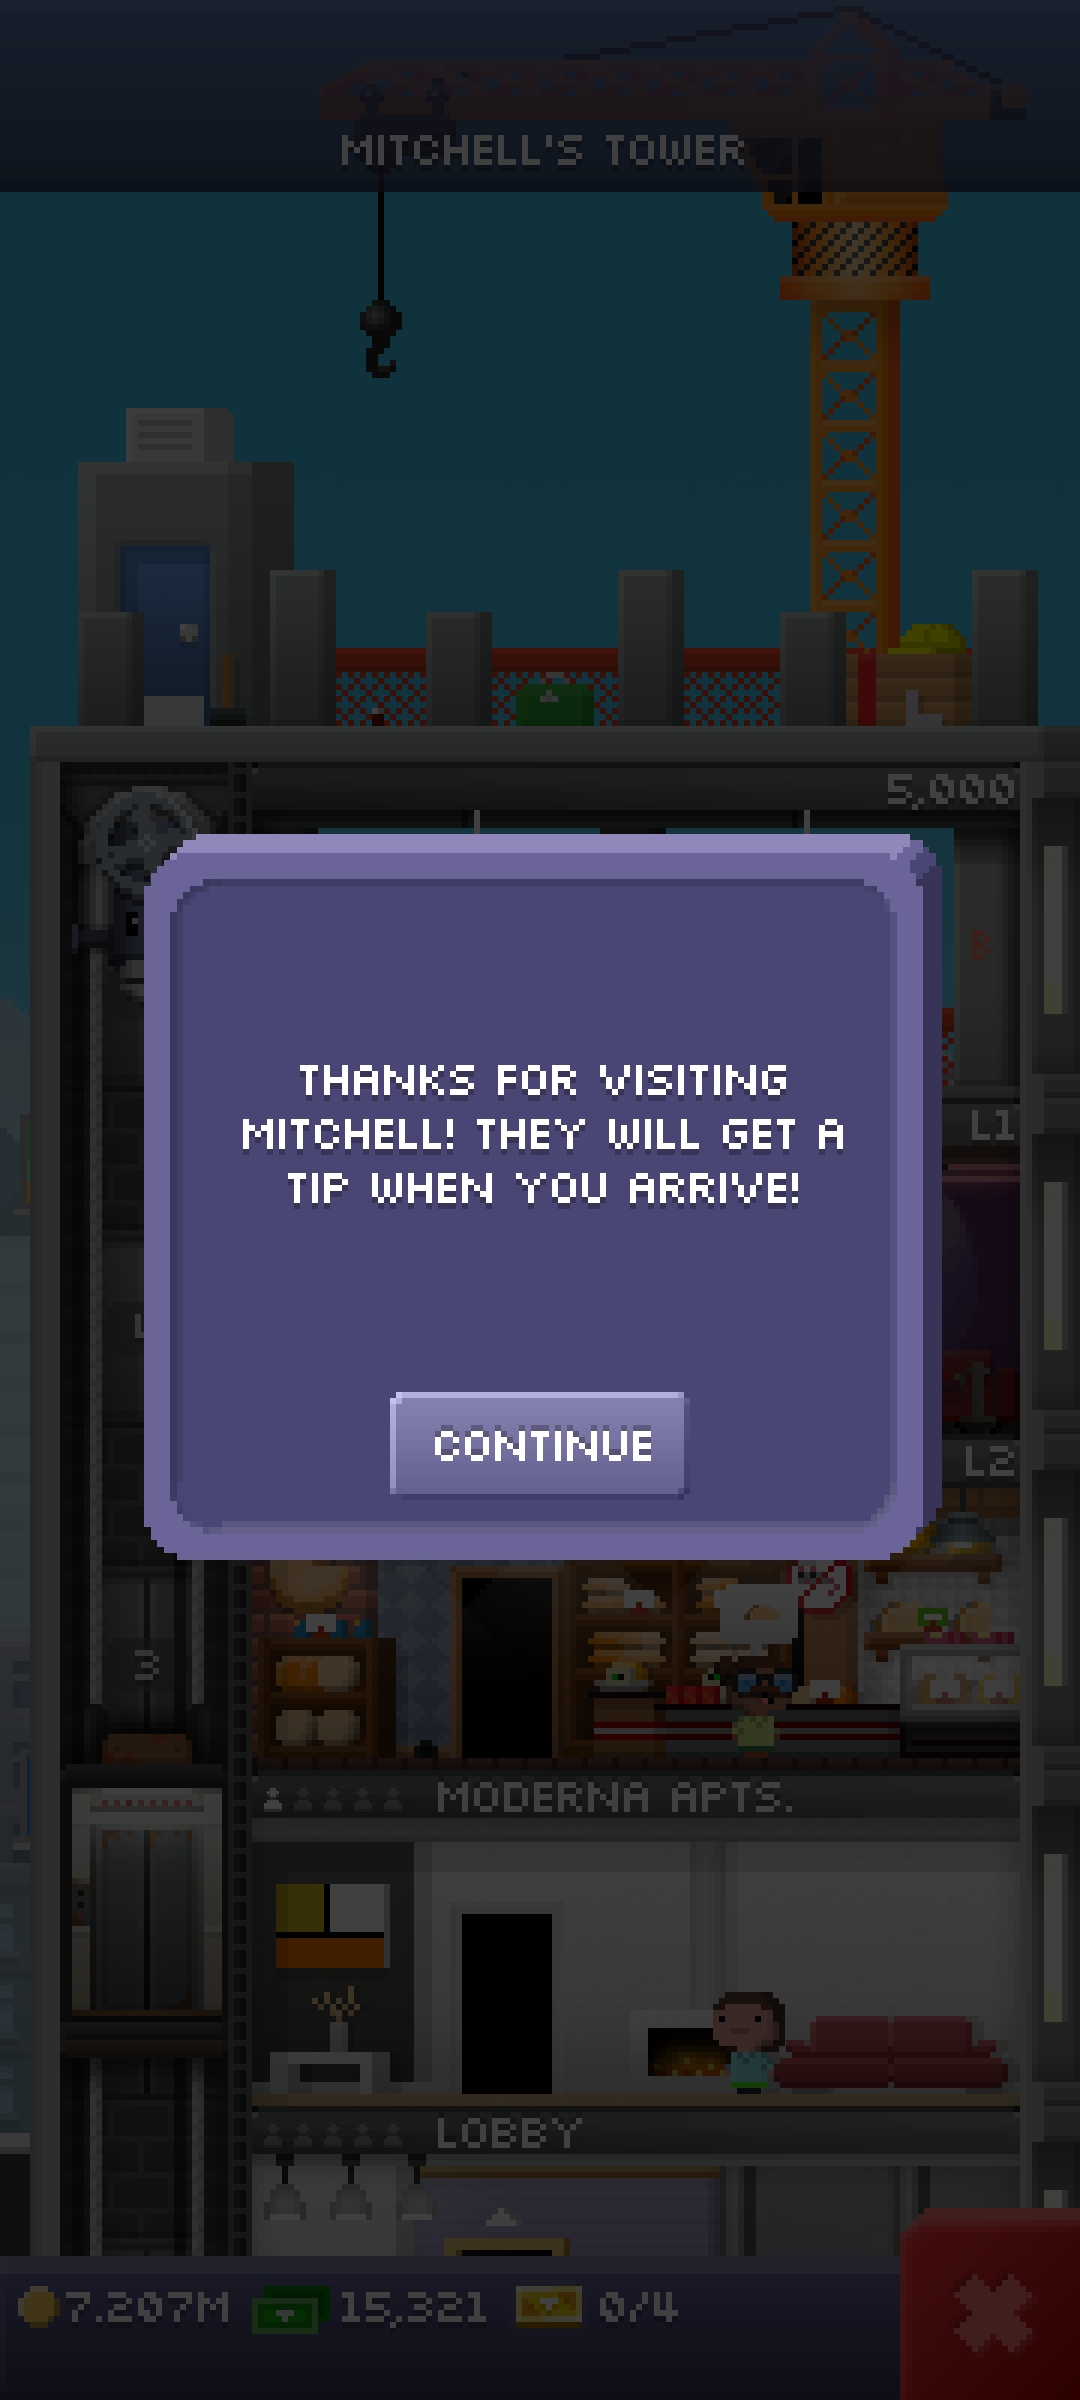 MITCHELL'S TOWER
5,000
B
L1
THANKS FOR VISITING
MITCHELL! THEY WILL GET A
TIP WHEN YOU ARRIVE!
CONTINUE
L2
3
MODERNA APTS.
LOBBY
7.207M 15,321 0/4